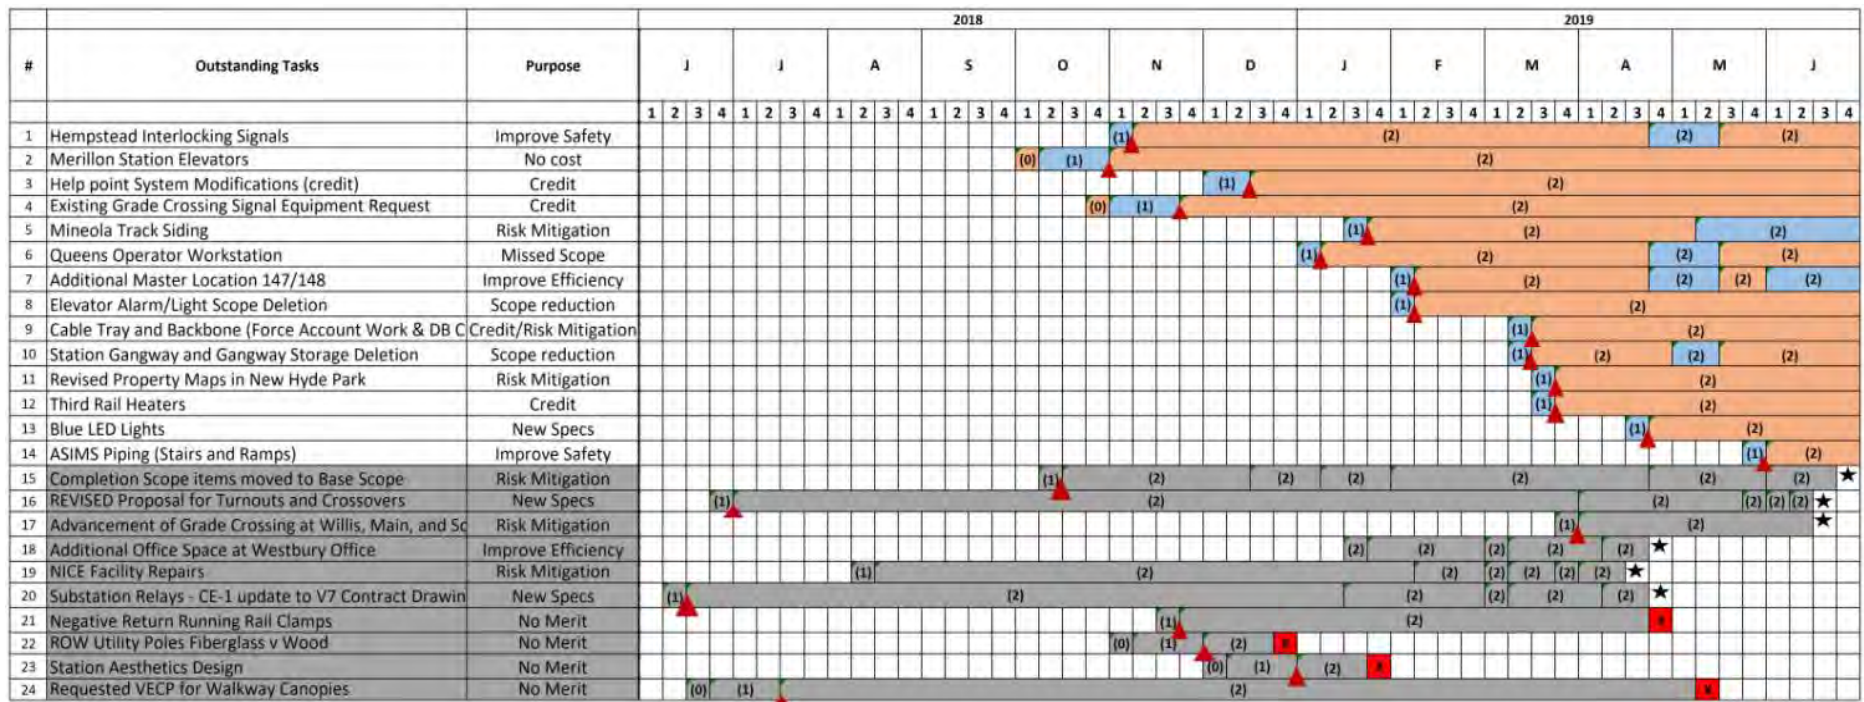 2018 2019
# Outstanding Tasks Purpose J J A S O N D J F M A M J
1 2 3 4 1 2 3 4 1 2 3 4 1 2 3 4 1 2 3 4 1 2 3 4 1 2 3 4 1 2 3 4 1 2 3 4 1 2 3 4 1 2 3 4 1 2 3 4 1 2 3 4
1 Hempstead Interlocking Signals Improve Safety (1) (2) (2) (2)
2 Merillon Station Elevators No cost (0) (1) (2)
3 Help point System Modifications (credit) Credit (1) (2)
4 Existing Grade Crossing Signal Equipment Request Credit (0) (1) (2)
5 Mineola Track Siding Risk Mitigation (1) (2) (2)
6 Queens Operator Workstation Missed Scope (1) (2) (2) (2)
7 Additional Master Location 147/148 Improve Efficiency (1) (2) (2) (2) (2)
8 Elevator Alarm/Light Scope Deletion Scope reduction (1) (2)
9 Cable Tray and Backbone (Force Account Work & DB C Credit/Risk Mitigation (1) (2)
10 Station Gangway and Gangway Storage Deletion Scope reduction (1) (2) (2) (2)
11 Revised Property Maps in New Hyde Park Risk Mitigation (1) (2)
12 Third Rail Heaters Credit (1) (2)
13 Blue LED Lights New Specs (1) (2)
14 ASIMS Piping (Stairs and Ramps) Improve Safety (1) (2)
15 Completion Scope items moved to Base Scope Risk Mitigation (1) (2) (2) (2) (2) (2) (2)
16 REVISED Proposal for Turnouts and Crossovers New Specs (1) (2) (2) (2) (2) (2)
17 Advancement of Grade Crossing at Willis, Main, and Sc Risk Mitigation (1) (2)
18 Additional Office Space at Westbury Office Improve Efficiency (2) (2) (2) (2) (2)
19 NICE Facility Repairs Risk Mitigation (1) (2) (2) (2) (2) (2) (2)
20 Substation Relays - CE-1 update to V7 Contract Drawin New Specs (1) (2) (2) (2) (2) (2)
21 Negative Return Running Rail Clamps No Merit (1) (2) X
22 ROW Utility Poles Fiberglass v Wood No Merit (0) (1) (2) X
23 Station Aesthetics Design No Merit (0) (1) (2) X
24 Requested VECP for Walkway Canopies No Merit (0) (1) (2) X